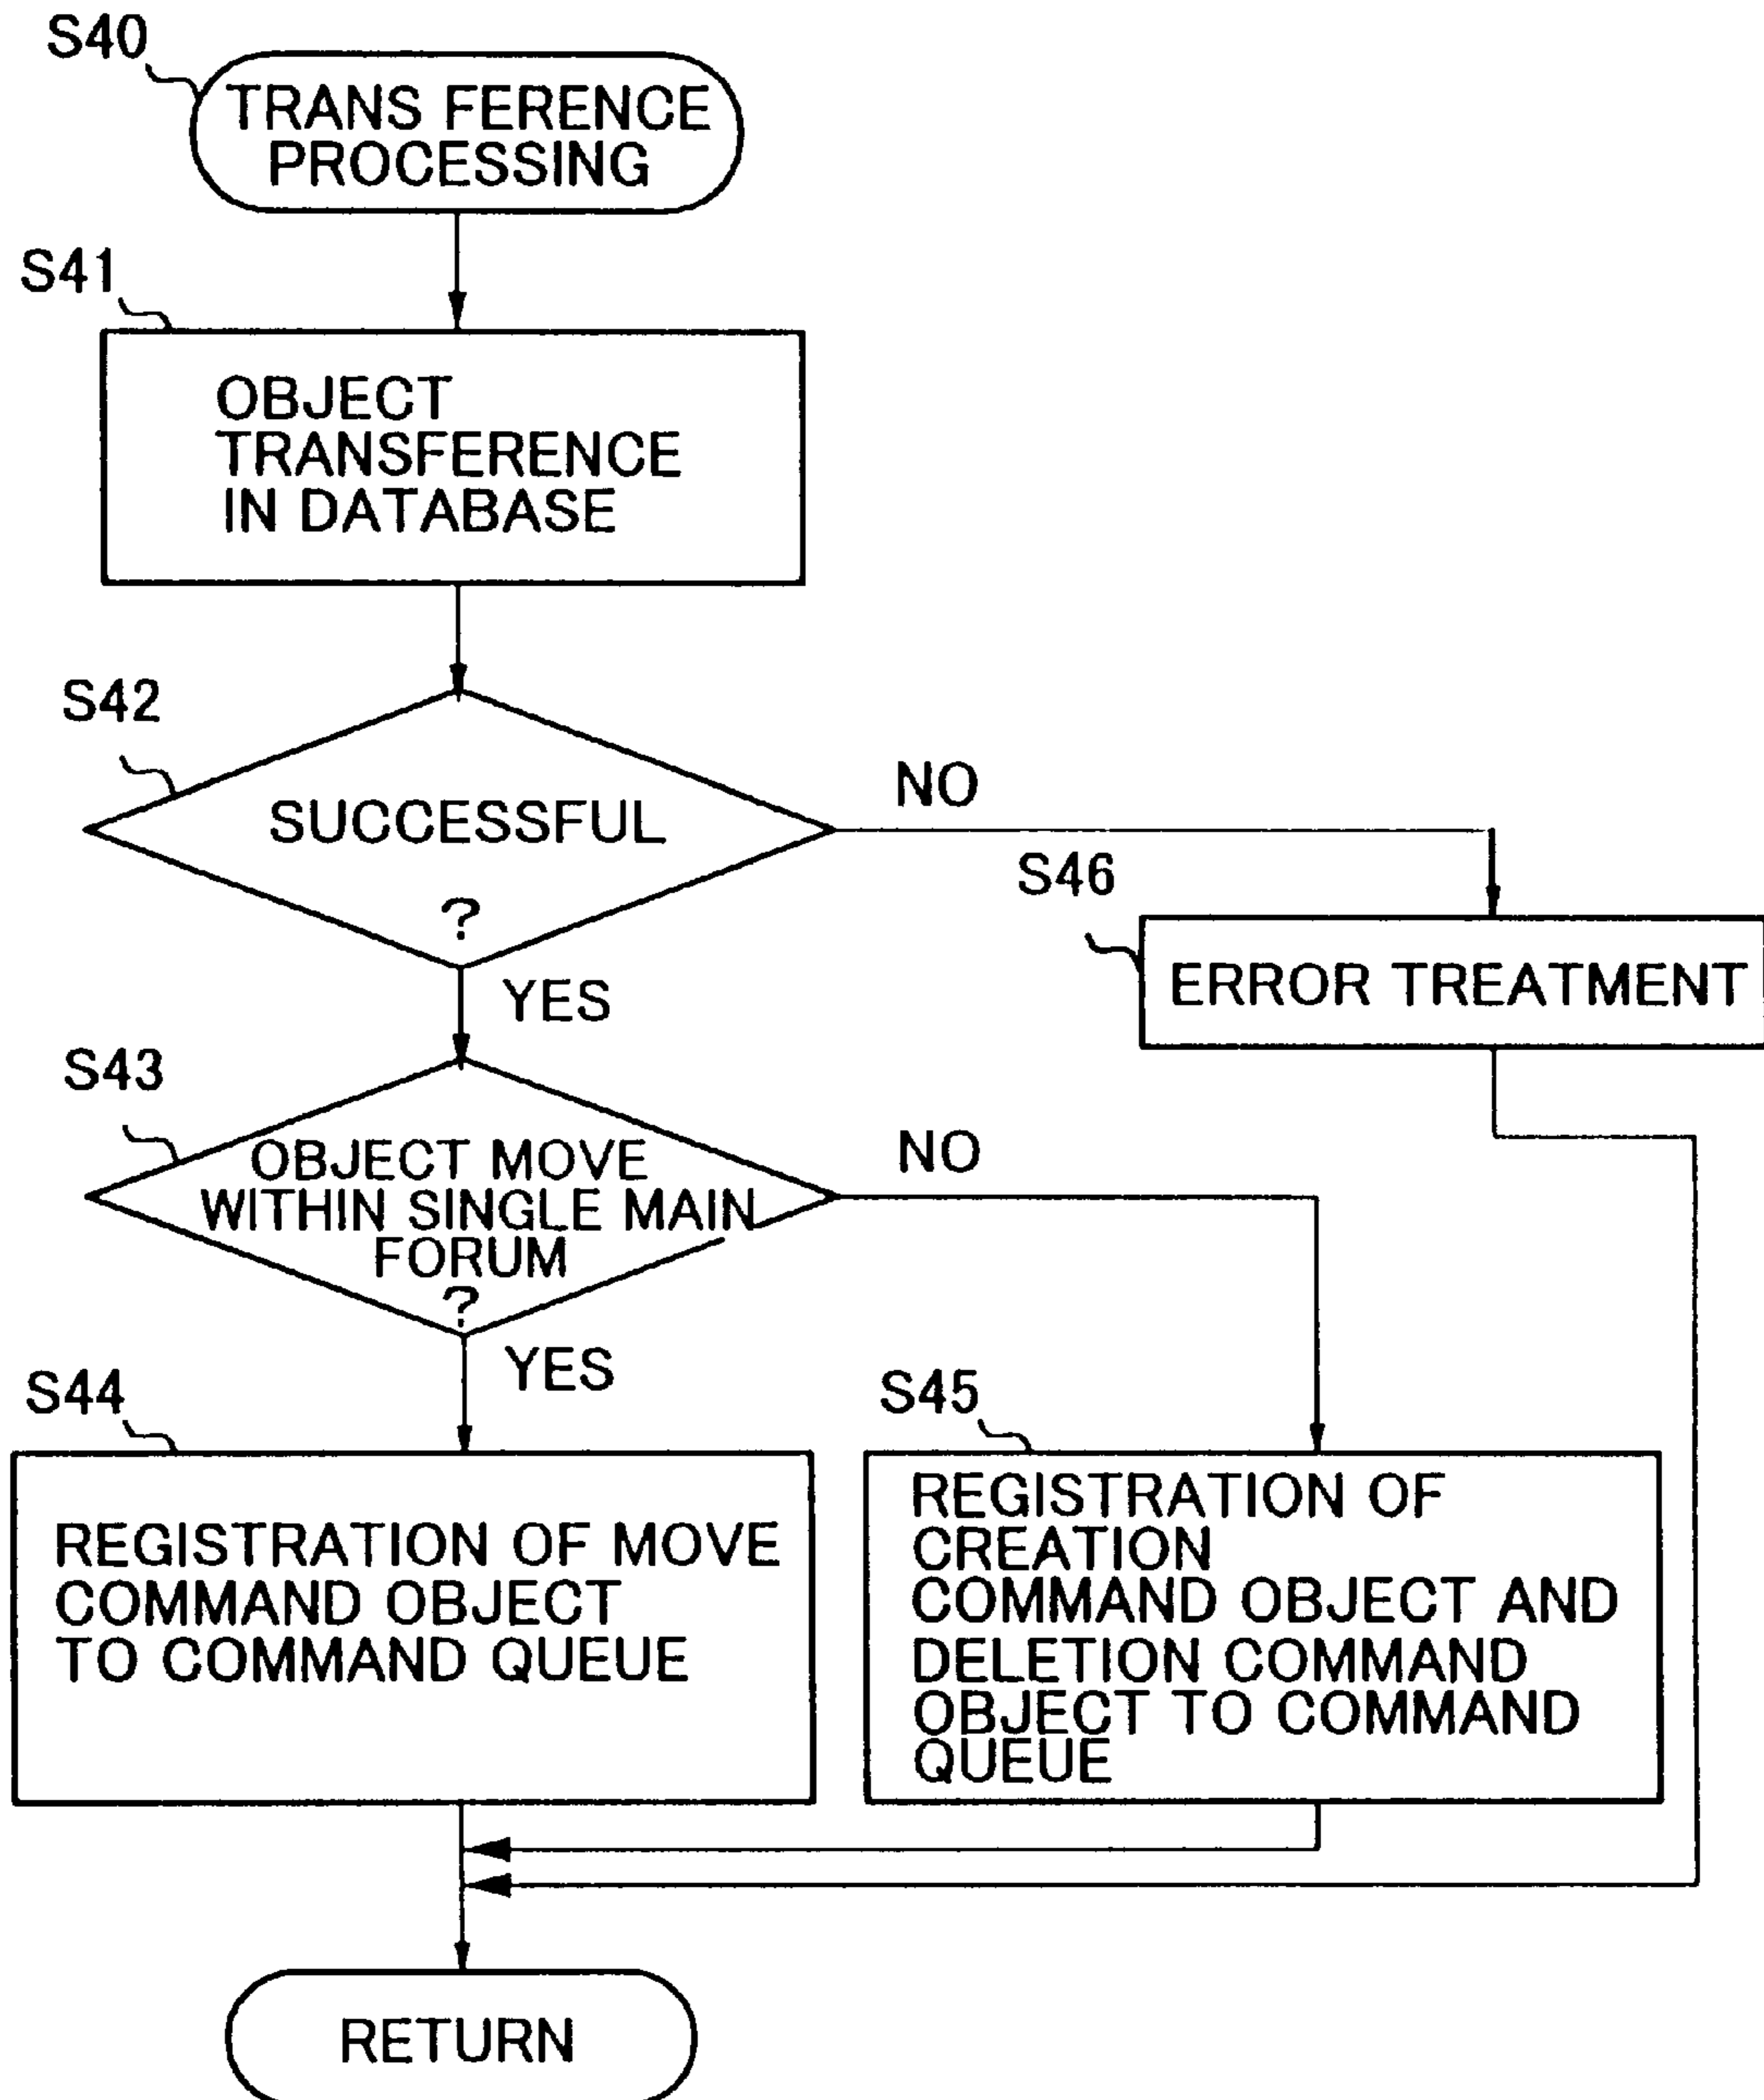 S40
TRANS FERENCE
PROCESSING
S41
OBJECT
TRANSFERENCE
IN DATABASE
S42
SUCCESSFUL
?
NO
YES
S46
ERROR TREATMENT
S43
OBJECT MOVE
WITHIN SINGLE MAIN
FORUM
?
NO
YES
S44
REGISTRATION OF MOVE
COMMAND OBJECT
TO COMMAND QUEUE
S45
REGISTRATION OF
CREATION
COMMAND OBJECT AND
DELETION COMMAND
OBJECT TO COMMAND
QUEUE
RETURN